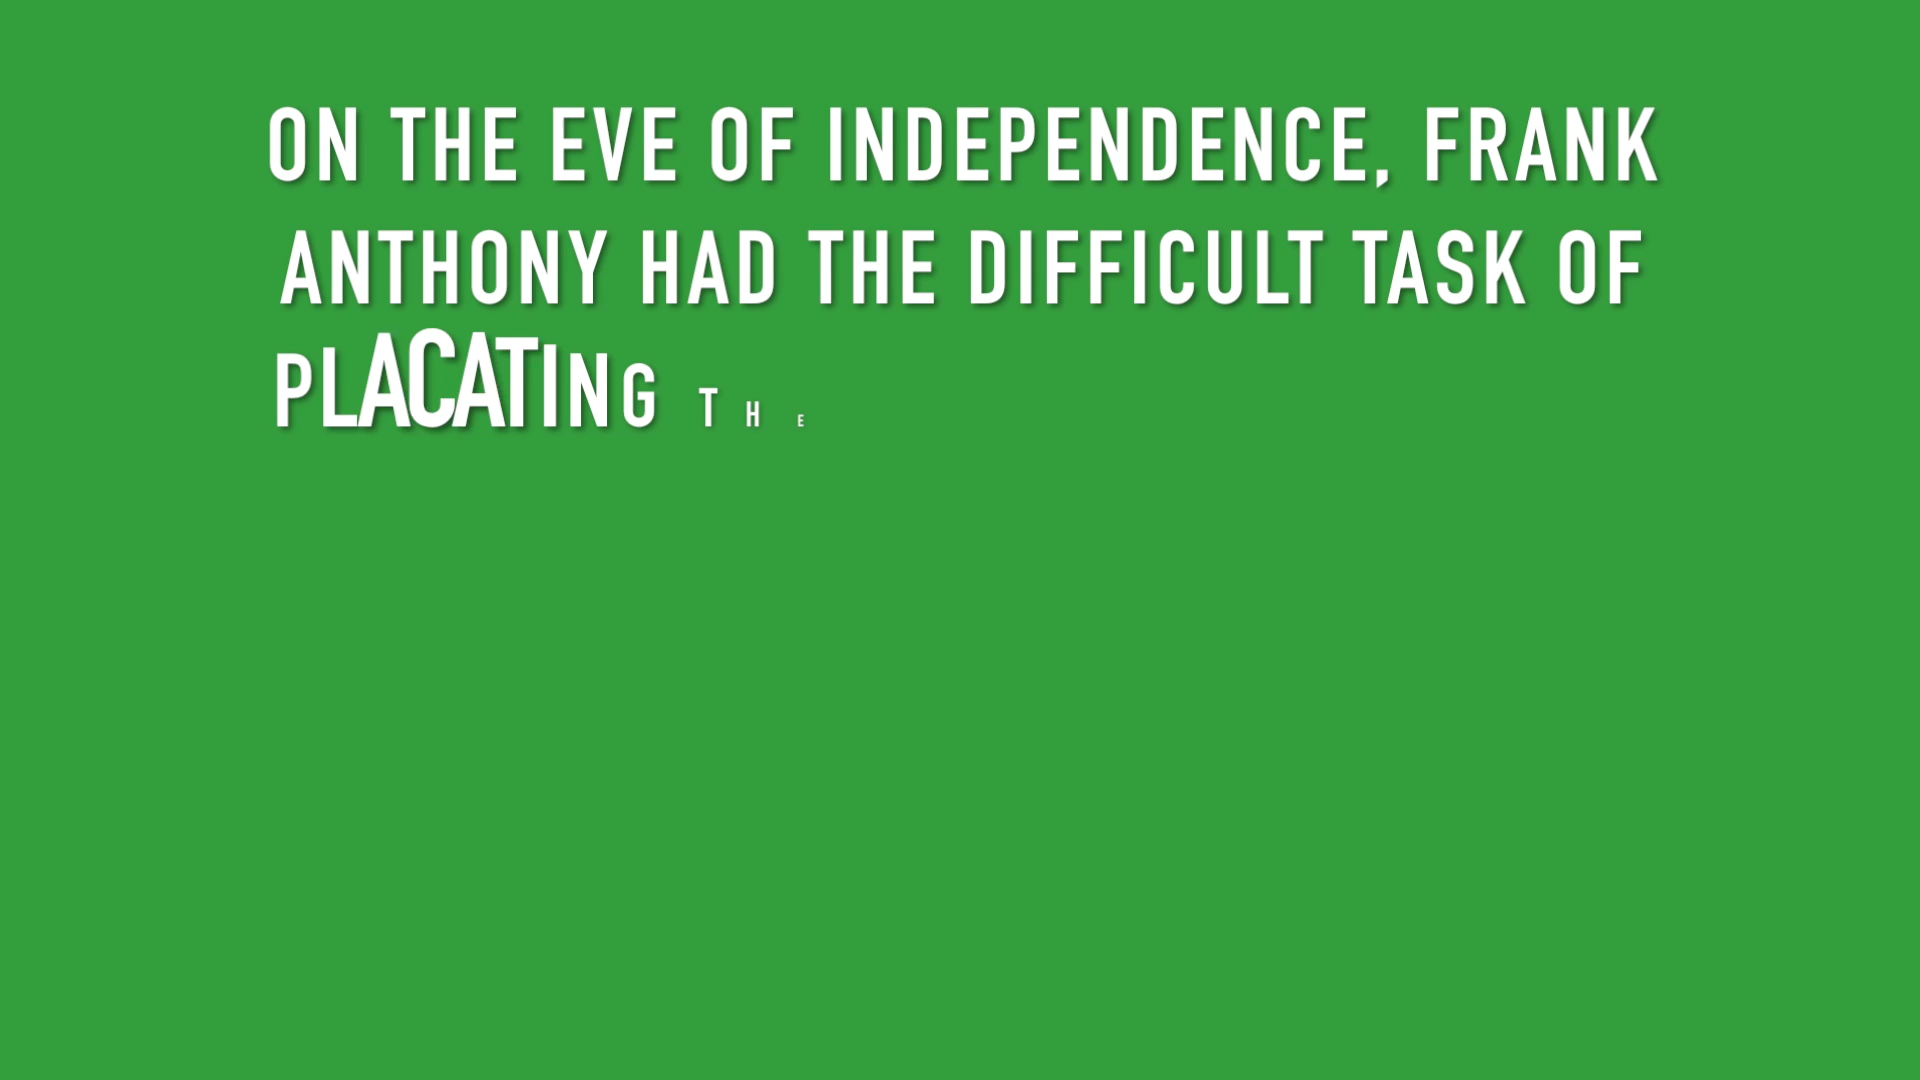 ON THE EVE OF INDEPENDENCE, FRANK
ANTHONY HAD THE DIFFICULT TASK OF
PLACATING THE